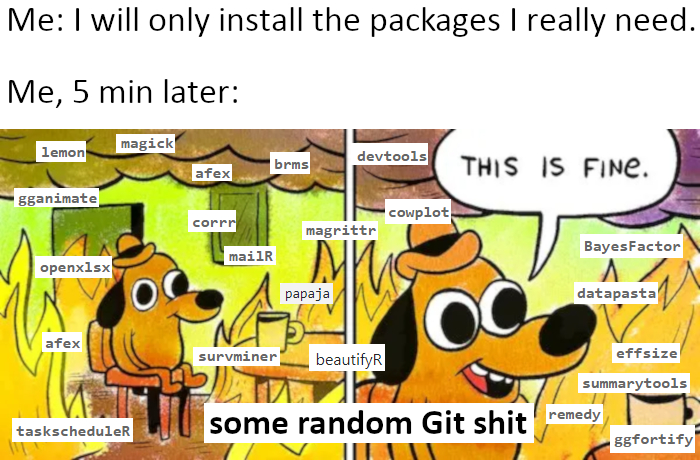 Me: I will only install the packages I really need.
Me, 5 min later:
lemon
magick
afex
brms
devtools
THIS IS FINE.
gganimate
corrr
magrittr
cowplot
mailR
BayesFactor
openxlsx
papaja
datapasta
afex
survminer
beautifyR
effsize
summarytools
some random Git shit
remedy
taskscheduleR
ggfortify